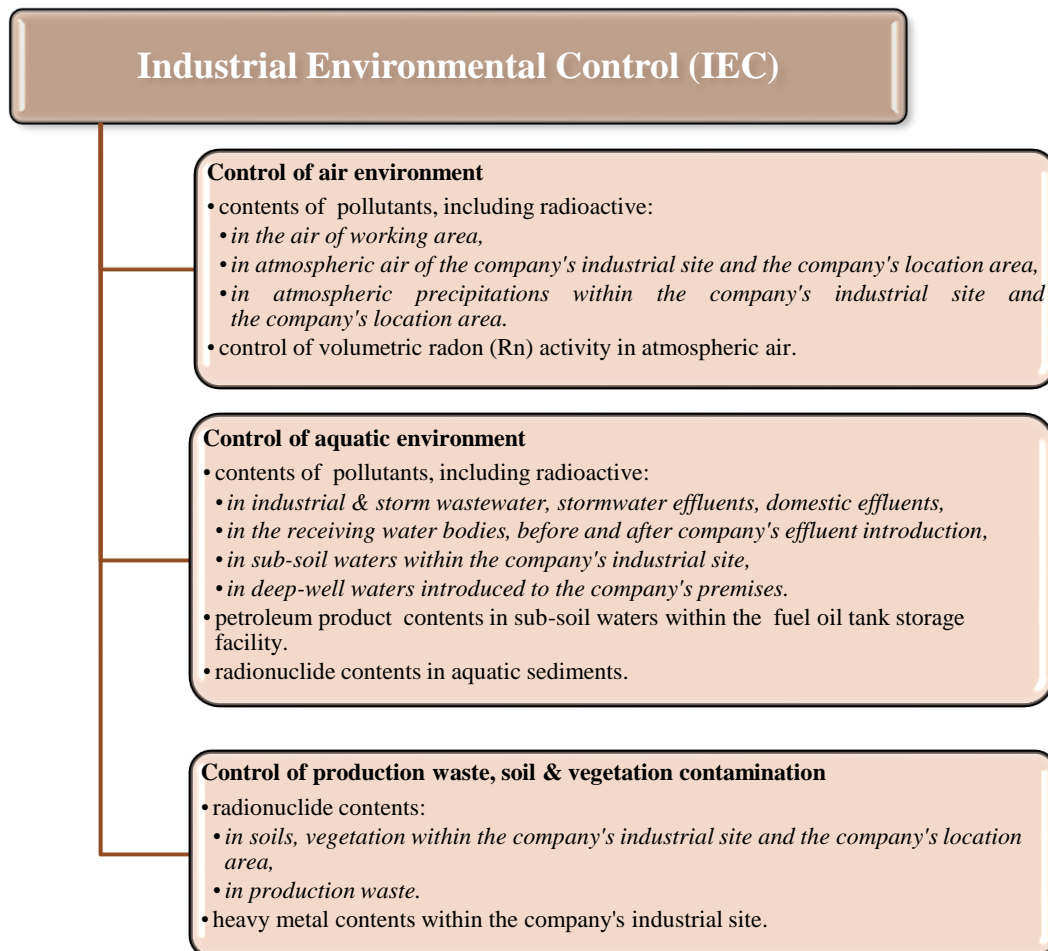 Industrial Environmental Control (IEC)
Control of air environment
• contents of pollutants, including radioactive:
• in the air of working area,
• in atmospheric air of the company's industrial site and the company's location area,
• in atmospheric precipitations within the company's industrial site and
the company's location area.
• control of volumetric radon (Rn) activity in atmospheric air.
Control of aquatic environment
• contents of pollutants, including radioactive:
• in industrial & storm wastewater, stormwater effluents, domestic effluents,
• in the receiving water bodies, before and after company's effluent introduction,
• in sub-soil waters within the company's industrial site,
• in deep-well waters introduced to the company's premises.
• petroleum product contents in sub-soil waters within the fuel oil tank storage
facility.
• radionuclide contents in aquatic sediments.
Control of production waste, soil & vegetation contamination
• radionuclide contents:
• in soils, vegetation within the company's industrial site and the company's location
area,
• in production waste.
• heavy metal contents within the company's industrial site.